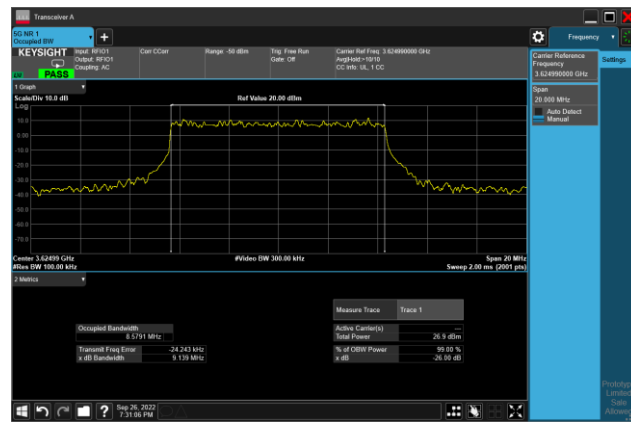 Transceiver A
5G NR 1
Occupied BW
Frequency
KEYSIGHT
Input: RFIO1
Output: RFIO1
Coupling: AC
Corr CCorr
Range: -50 dBm
Trig: Free Run
Gate: Off
Carrier Ref Freq: 3.624990000 GHz
Avg|Hold:>10/10
CC Info: UL, 1 CC
PASS
Carrier Reference
Frequency
3.624990000 GHz
Settings
Span
20.000 MHz
Auto Detect
Manual
1 Graph
Scale/Div 10.0 dB
Ref Value 20.00 dBm
Log
10.0
0.00
-10.0
-20.0
-30.0
-40.0
-50.0
-60.0
-70.0
Center 3.62499 GHz
#Video BW 300.00 kHz
Span 20 MHz
#Res BW 100.00 kHz
Sweep 2.00 ms (2001 pts)
2 Metrics
Measure Trace
Trace 1
Occupied Bandwidth
8.5791 MHz
Active Carrier(s)
---
Total Power
26.9 dBm
Transmit Freq Error
-24.243 kHz
% of OBW Power
99.00 %
x dB Bandwidth
9.139 MHz
x dB
-26.00 dB
Limited
Sale
Sep 26, 2022
7:31:06 PM